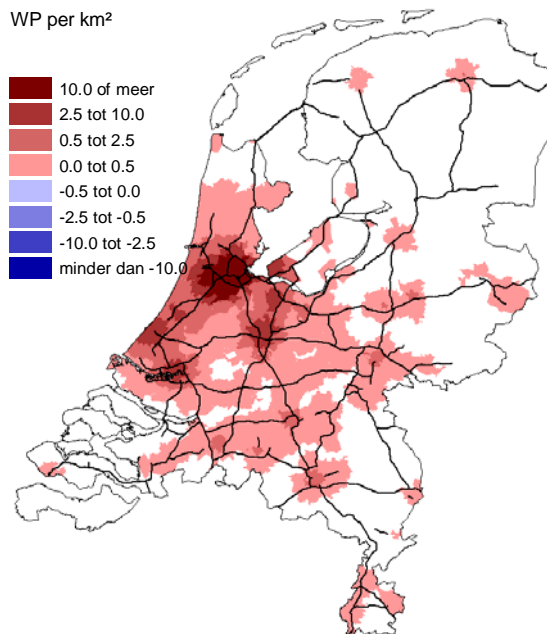 WP per km²
10.0 of meer
2.5 tot 10.0
0.5 tot 2.5
0.0 tot 0.5
-0.5 tot 0.0
-2.5 tot -0.5
-10.0 tot -2.5
minder dan -10.0